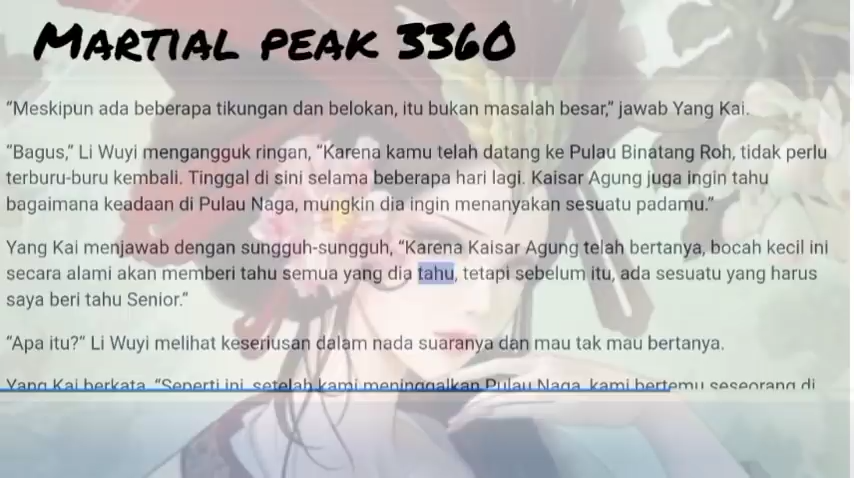 MARTIAL PEAK 3360
“Meskipun ada beberapa tikungan dan belokan, itu bukan masalah besar,” jawab Yang Kai.
“Bagus,” Li Wuyi mengangguk ringan, “Karena kamu telah datang ke Pulau Binatang Roh, tidak perlu
terburu-buru kembali. Tinggal di sini selama beberapa hari lagi. Kaisar Agung juga ingin tahu
bagaimana keadaan di Pulau Naga, mungkin dia ingin menanyakan sesuatu padamu.”
Yang Kai menjawab dengan sungguh-sungguh, “Karena Kaisar Agung telah bertanya, bocah kecil ini
secara alami akan memberi tahu semua yang dia tahu, tetapi sebelum itu, ada sesuatu yang harus
saya beri tahu Senior.”
“Apa itu?” Li Wuyi melihat keseriusan dalam nada suaranya dan mau tak mau bertanya.
Yang Kai berkata, “Seperti ini, setelah kami meninggalkan Pulau Naga, kami bertemu seseorang di